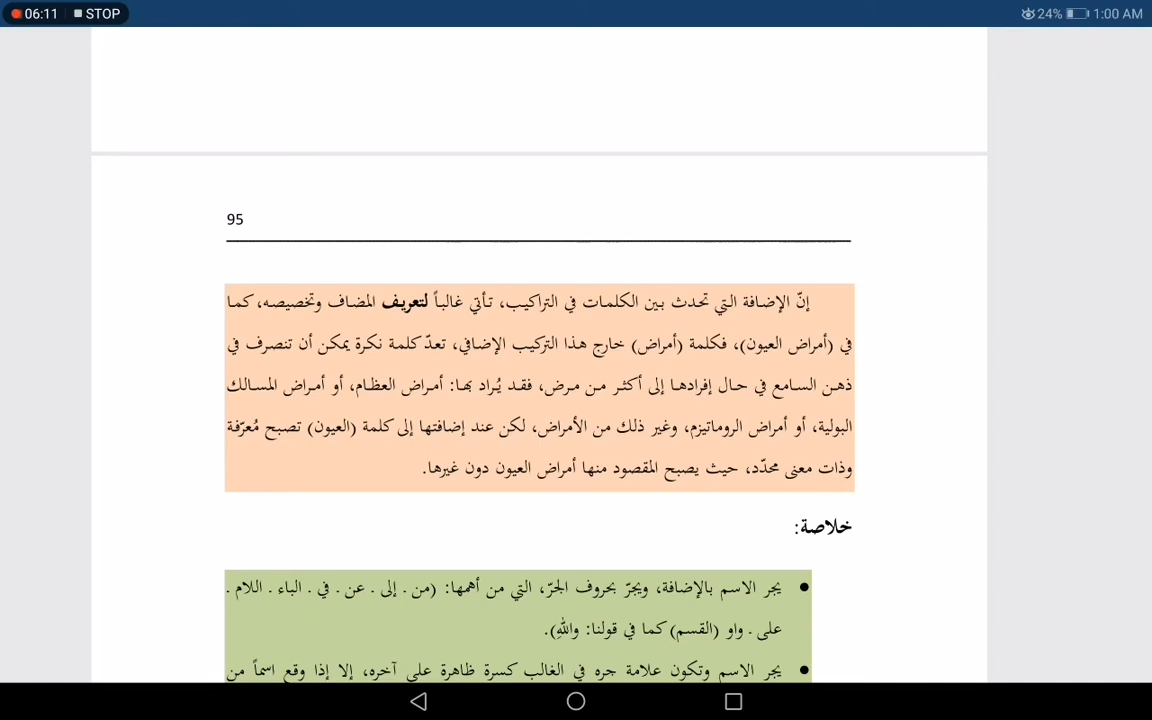 06:11 STOP 24% 1:00 AM
95
إنّ الإضافة التي تحدث بين الكلمات في التراكيب، تأتي غالباً لتعريف المضاف وتخصيصه، كما
في (أمراض العيون)، فكلمة (أمراض) خارج هذا التركيب الإضافي، تعدّ كلمة نكرة يمكن أن تنصرف في
ذهن السامع في حال إفرادها إلى أكثر من مرض، فقد يُراد بها: أمراض العظام، أو أمراض المسالك
البولية، أو أمراض الروماتيزم، وغير ذلك من الأمراض، لكن عند إضافتها إلى كلمة (العيون) تصبح مُعرّفة
وذات معنى محدّد، حيث يصبح المقصود منها أمراض العيون دون غيرها.
خلاصة:
● يجر الاسم بالإضافة، ويجرّ بحروف الجرّ، التي من أهمها: (من ـ إلى ـ عن ـ في ـ الباء ـ اللام ـ
على ـ واو (القسم) كما في قولنا: واللهِ).
● يجر الاسم وتكون علامة جره في الغالب كسرة ظاهرة على آخره، إلا إذا وقع اسماً من